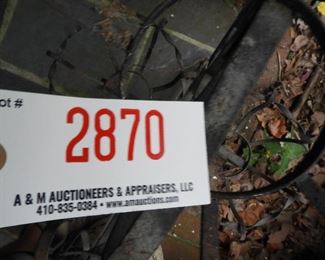 ot #
2870
A & M AUCTIONEERS & APPRAISERS, LLC
410-835-0384 • www.amauctions.com